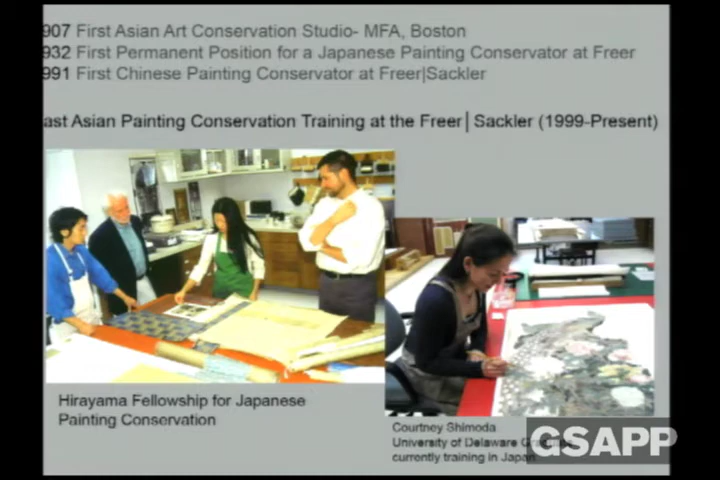 907 First Asian Art Conservation Studio- MFA, Boston
932 First Permanent Position for a Japanese Painting Conservator at Freer
991 First Chinese Painting Conservator at Freer|Sackler
ast Asian Painting Conservation Training at the Freer| Sackler (1999-Present)
Hirayama Fellowship for Japanese
Painting Conservation
Courtney Shimoda
University of Delaware
currently training in Japan
GSAPP